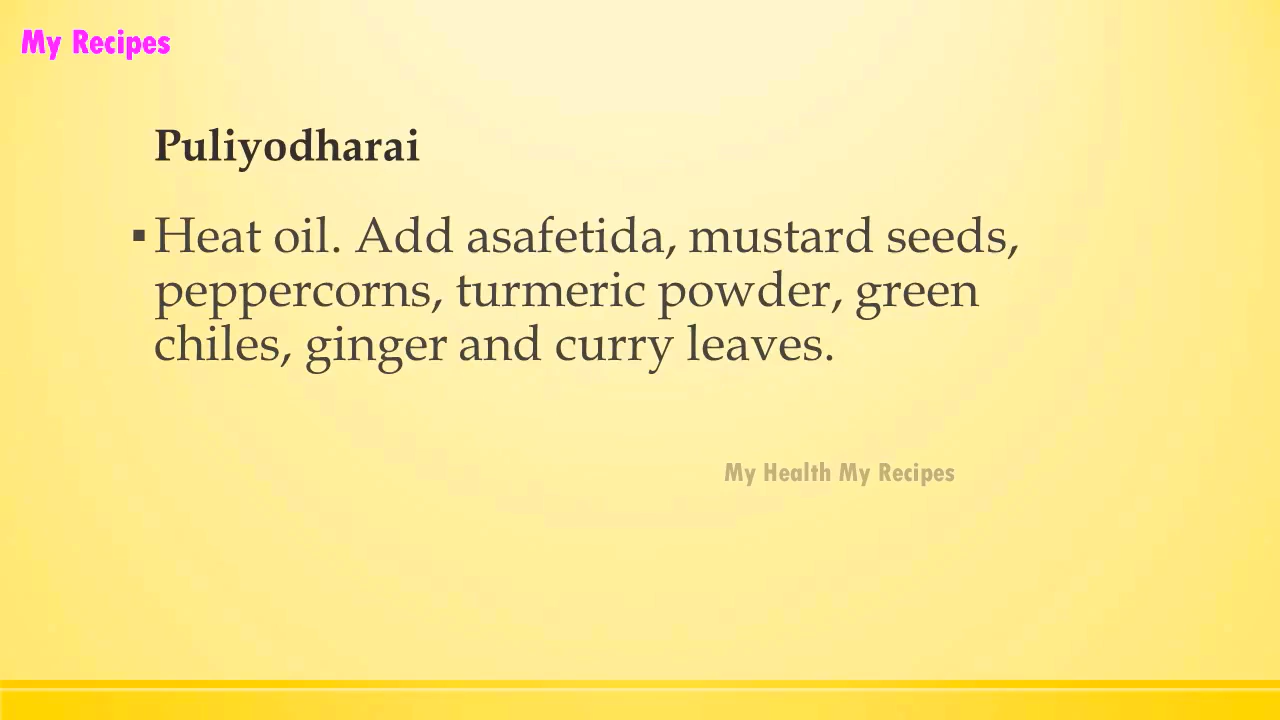 My Recipes
Puliyodharai
▪ Heat oil. Add asafetida, mustard seeds,
peppercorns, turmeric powder, green
chiles, ginger and curry leaves.
My Health My Recipes